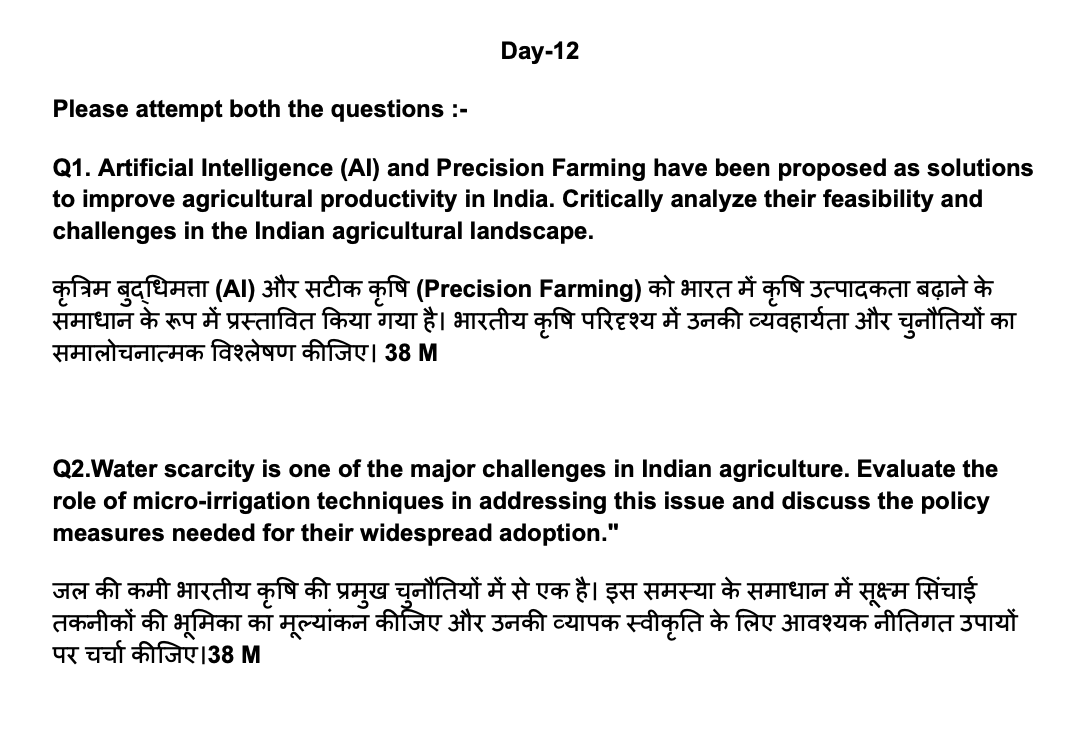 Day-12
Please attempt both the questions :-
Q1. Artificial Intelligence (AI) and Precision Farming have been proposed as solutions
to improve agricultural productivity in India. Critically analyze their feasibility and
challenges in the Indian agricultural landscape.
कृत्रिम बुद्धिमत्ता (AI) और सटीक कृषि (Precision Farming) को भारत में कृषि उत्पादकता बढ़ाने के
समाधान के रूप में प्रस्तावित किया गया है। भारतीय कृषि परिदृश्य में उनकी व्यवहार्यता और चुनौतियों का
समालोचनात्मक विश्लेषण कीजिए। 38 M
Q2.Water scarcity is one of the major challenges in Indian agriculture. Evaluate the
role of micro-irrigation techniques in addressing this issue and discuss the policy
measures needed for their widespread adoption."
जल की कमी भारतीय कृषि की प्रमुख चुनौतियों में से एक है। इस समस्या के समाधान में सूक्ष्म सिंचाई
तकनीकों की भूमिका का मूल्यांकन कीजिए और उनकी व्यापक स्वीकृति के लिए आवश्यक नीतिगत उपायों
पर चर्चा कीजिए।38 M